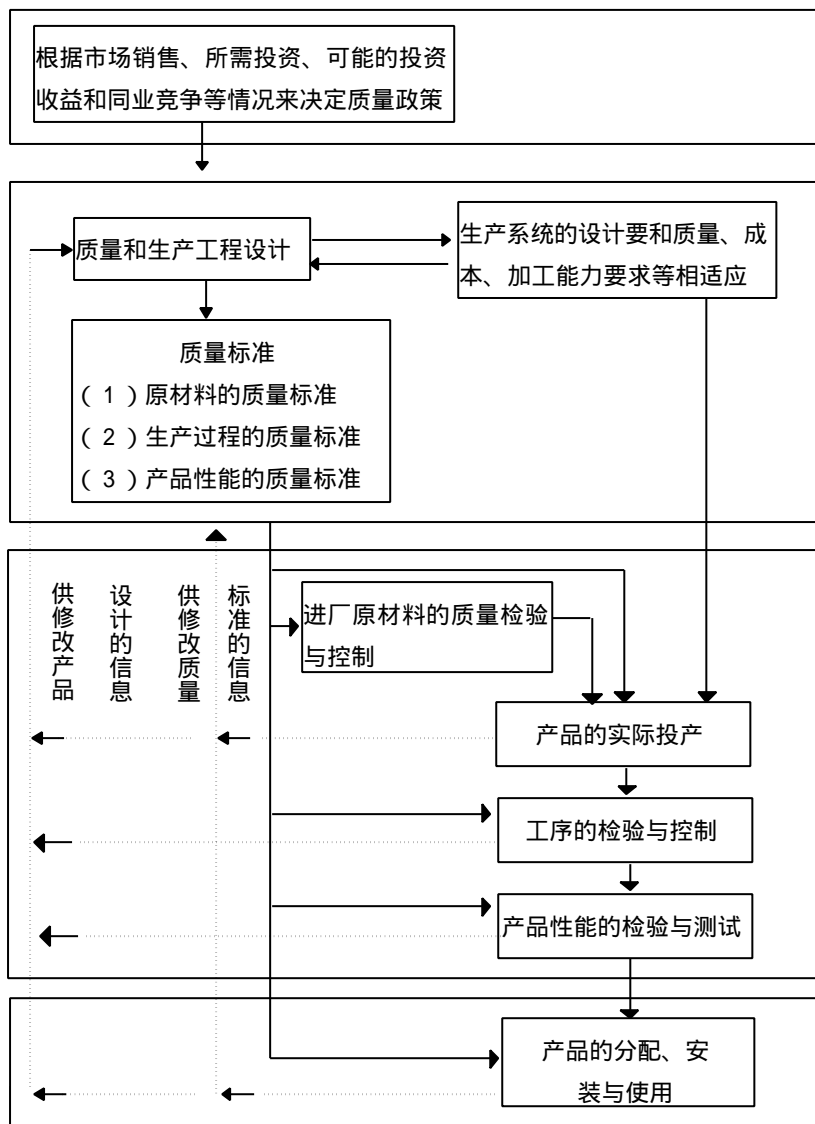 根据市场销售、所需投资、可能的投资
收益和同业竞争等情况来决定质量政策
质量和生产工程设计
生产系统的设计要和质量、成
本、加工能力要求等相适应
质量标准
（1）原材料的质量标准
（2）生产过程的质量标准
（3）产品性能的质量标准
供修改产品
设计的信息
供修改质量
标准的信息
进厂原材料的质量检验
与控制
产品的实际投产
工序的检验与控制
产品性能的检验与测试
产品的分配、安
装与使用